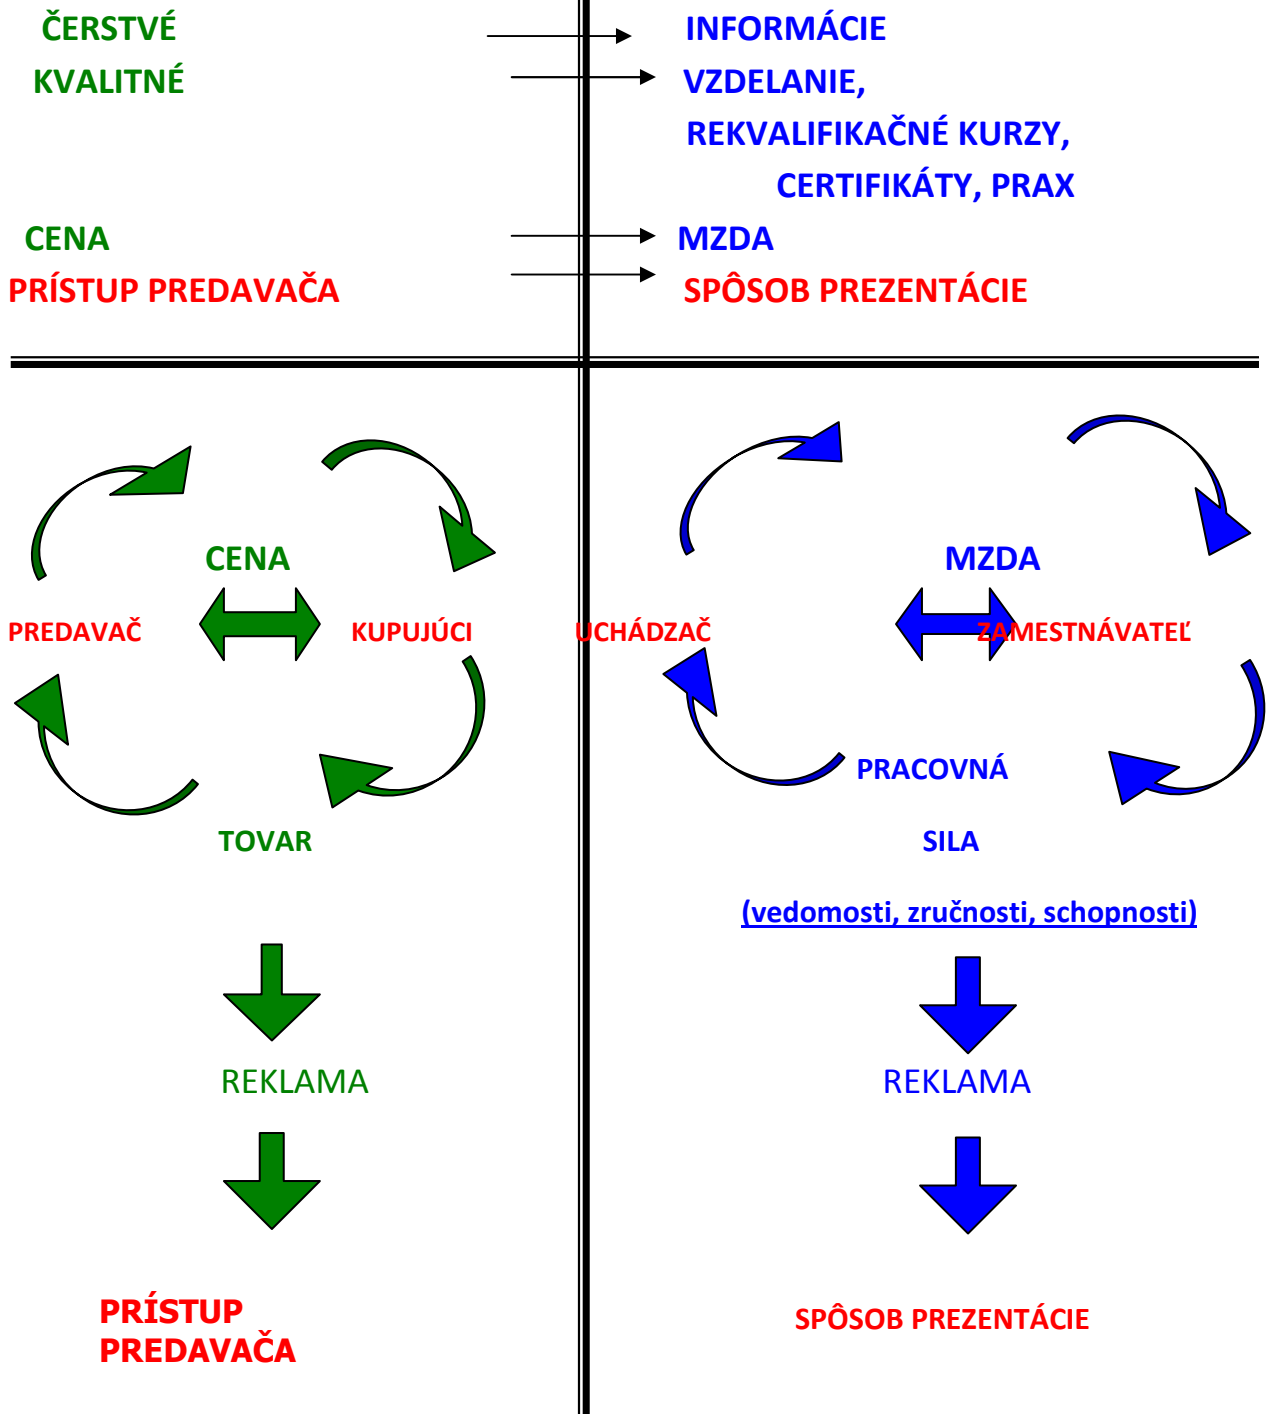 ČERSTVÉ INFORMÁCIE
KVALITNÉ VZDELANIE,
REKVALIFIKAČNÉ KURZY,
CERTIFIKÁTY, PRAX
CENA MZDA
PRÍSTUP PREDAVAČA SPÔSOB PREZENTÁCIE
CENA
PREDAVAČ KUPUJÚCI
TOVAR
REKLAMA
PRÍSTUP
PREDAVAČA
MZDA
UCHÁDZAČ ZAMESTNÁVATEĽ
PRACOVNÁ
SILA
(vedomosti, zručnosti, schopnosti)
REKLAMA
SPÔSOB PREZENTÁCIE